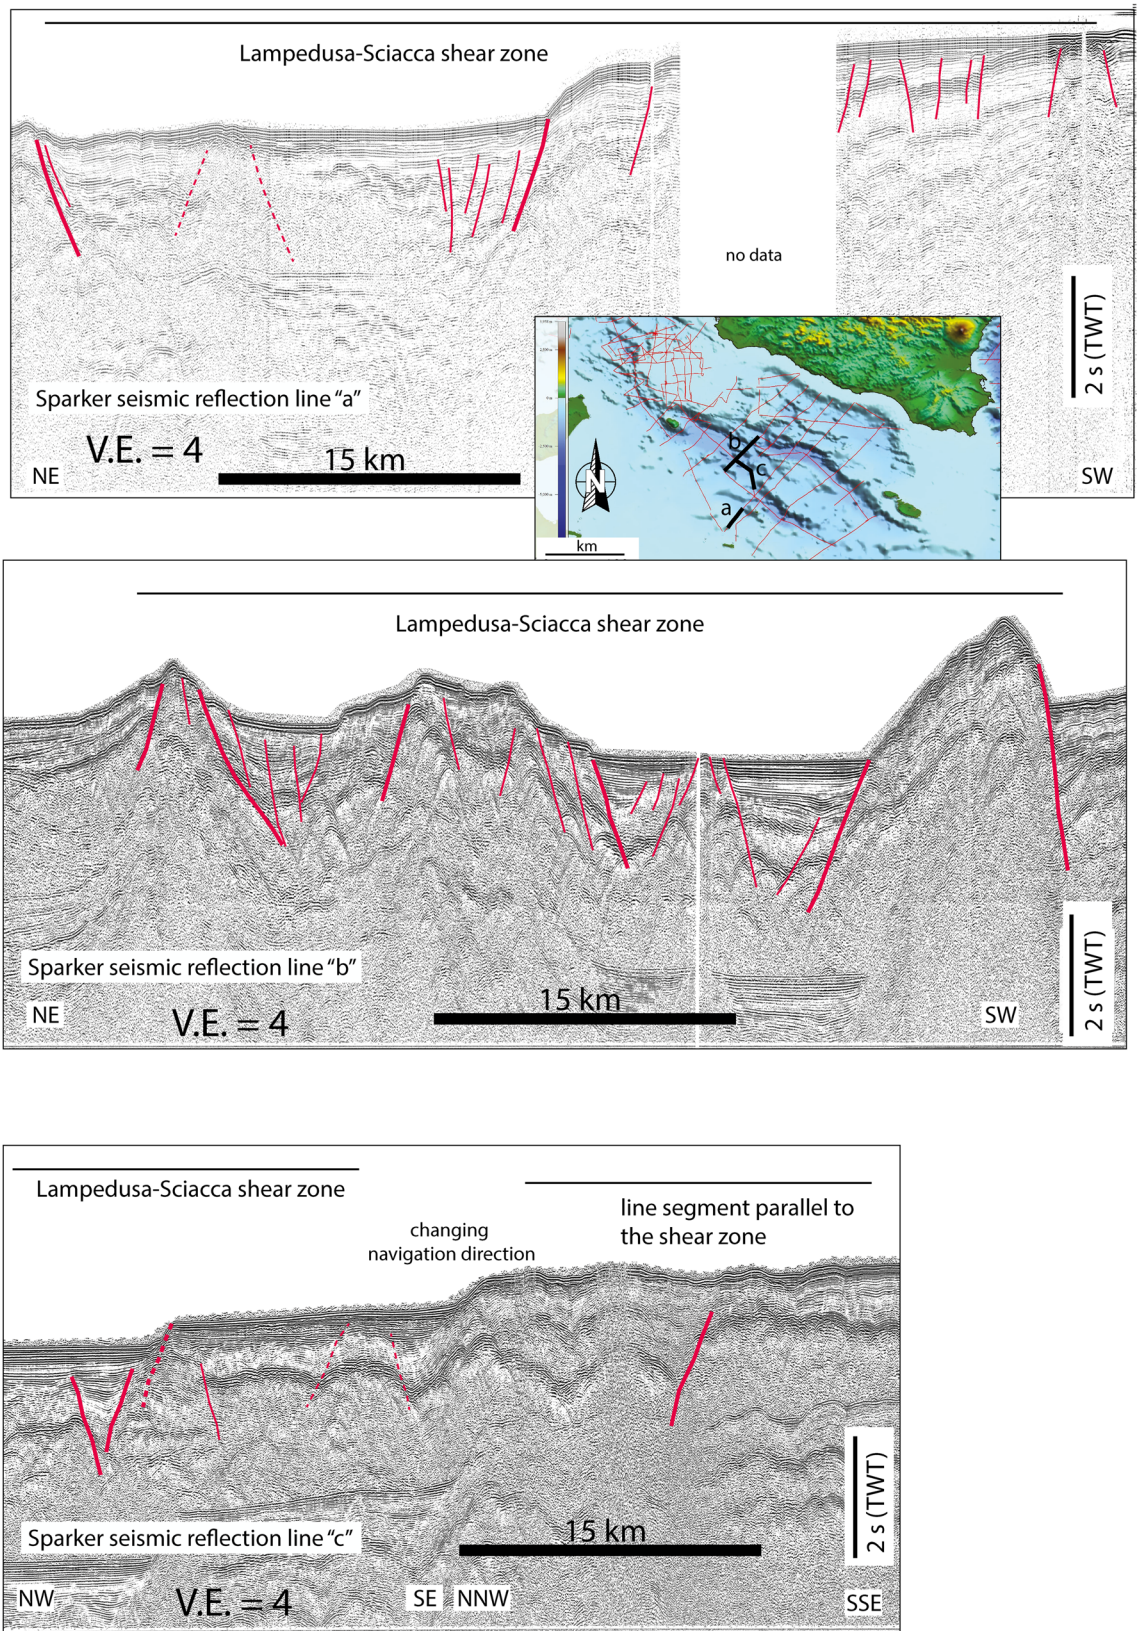 Lampedusa-Sciacca shear zone
no data
2 s (TWT)
Sparker seismic reflection line “a”
V.E. = 4
15 km
NE
SW
b
c
a
N
km
Lampedusa-Sciacca shear zone
Sparker seismic reflection line “b”
15 km
NE
V.E. = 4
SW
2 s (TWT)
Lampedusa-Sciacca shear zone
line segment parallel to
the shear zone
changing
navigation direction
2 s (TWT)
Sparker seismic reflection line “c”
15 km
NW
V.E. = 4
SE
NNW
SSE